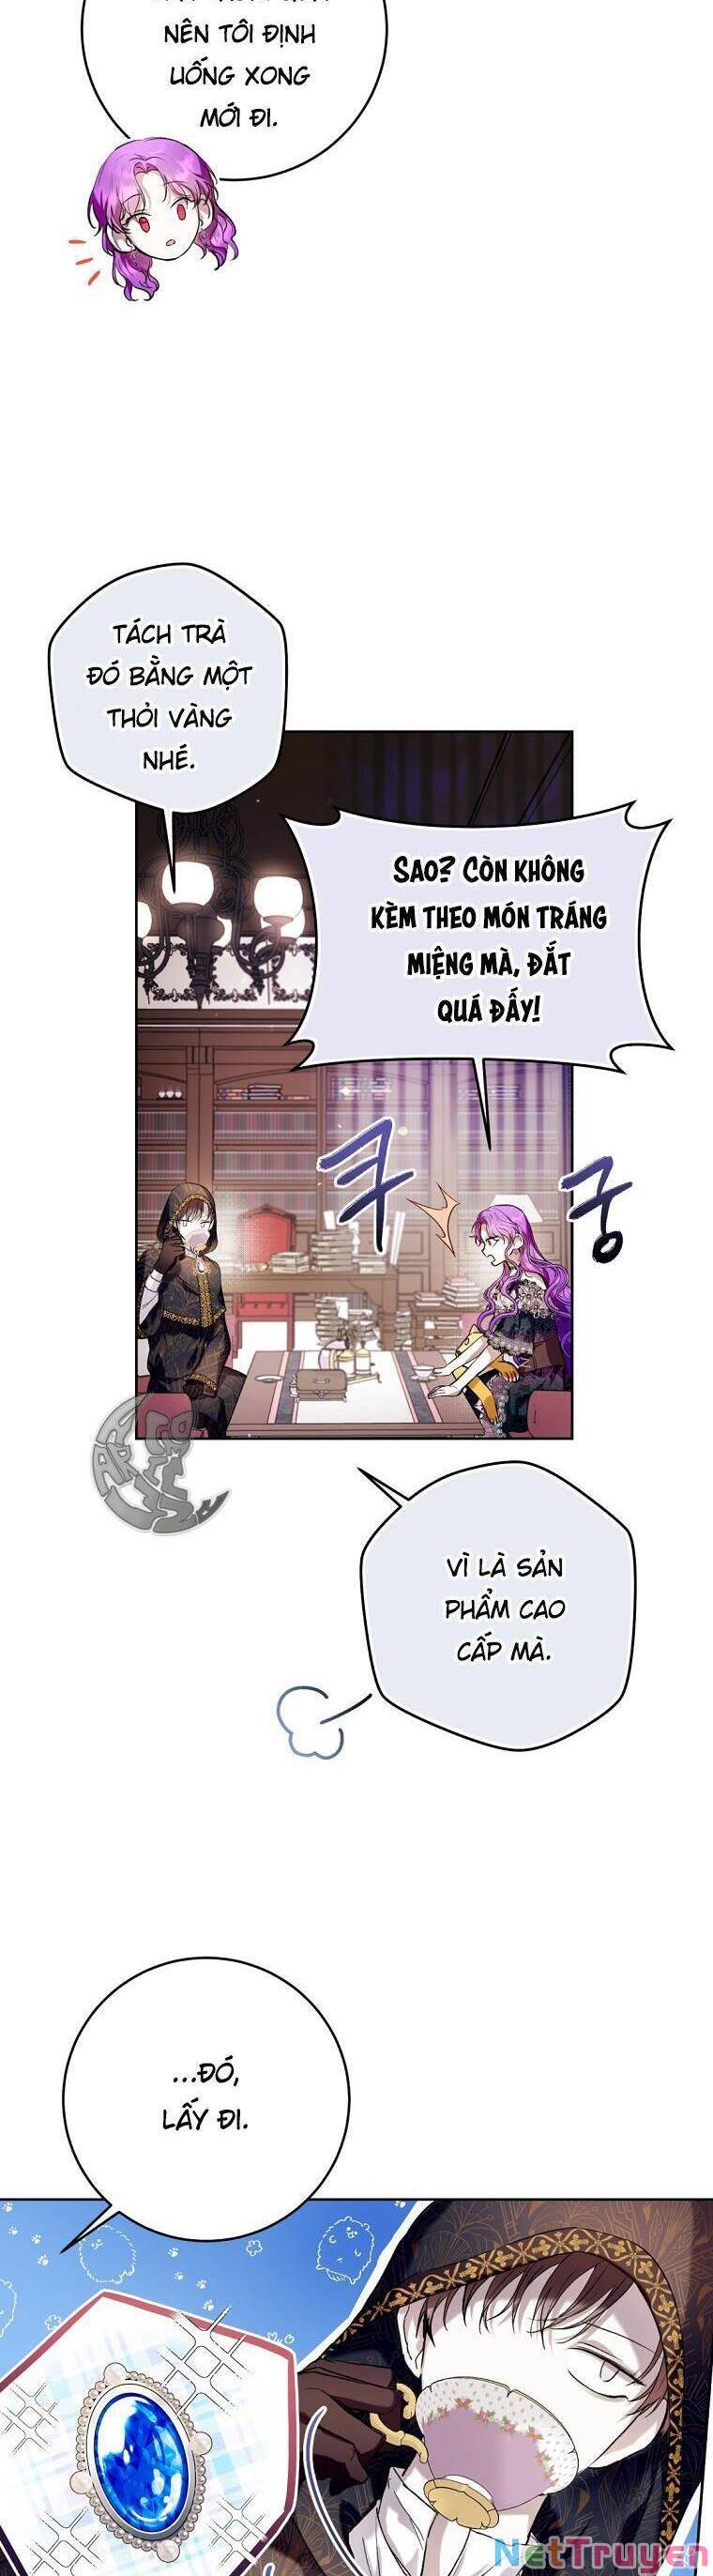 NÊN TÔI ĐỊNH
UỐNG XONG
MỚI ĐI.
TÁCH TRÀ
ĐÓ BẰNG MỘT
THỎI VÀNG
NHÉ.
SAO? CÒN KHÔNG
KÈM THEO MÓN TRÁNG
MIỆNG MÀ, ĐẮT
QUÁ ĐẤY!
쿠
궁
VÌ LÀ SẢN
PHẨM CAO
CẤP MÀ.
...ĐÓ,
LẤY ĐI.
NetTruyen